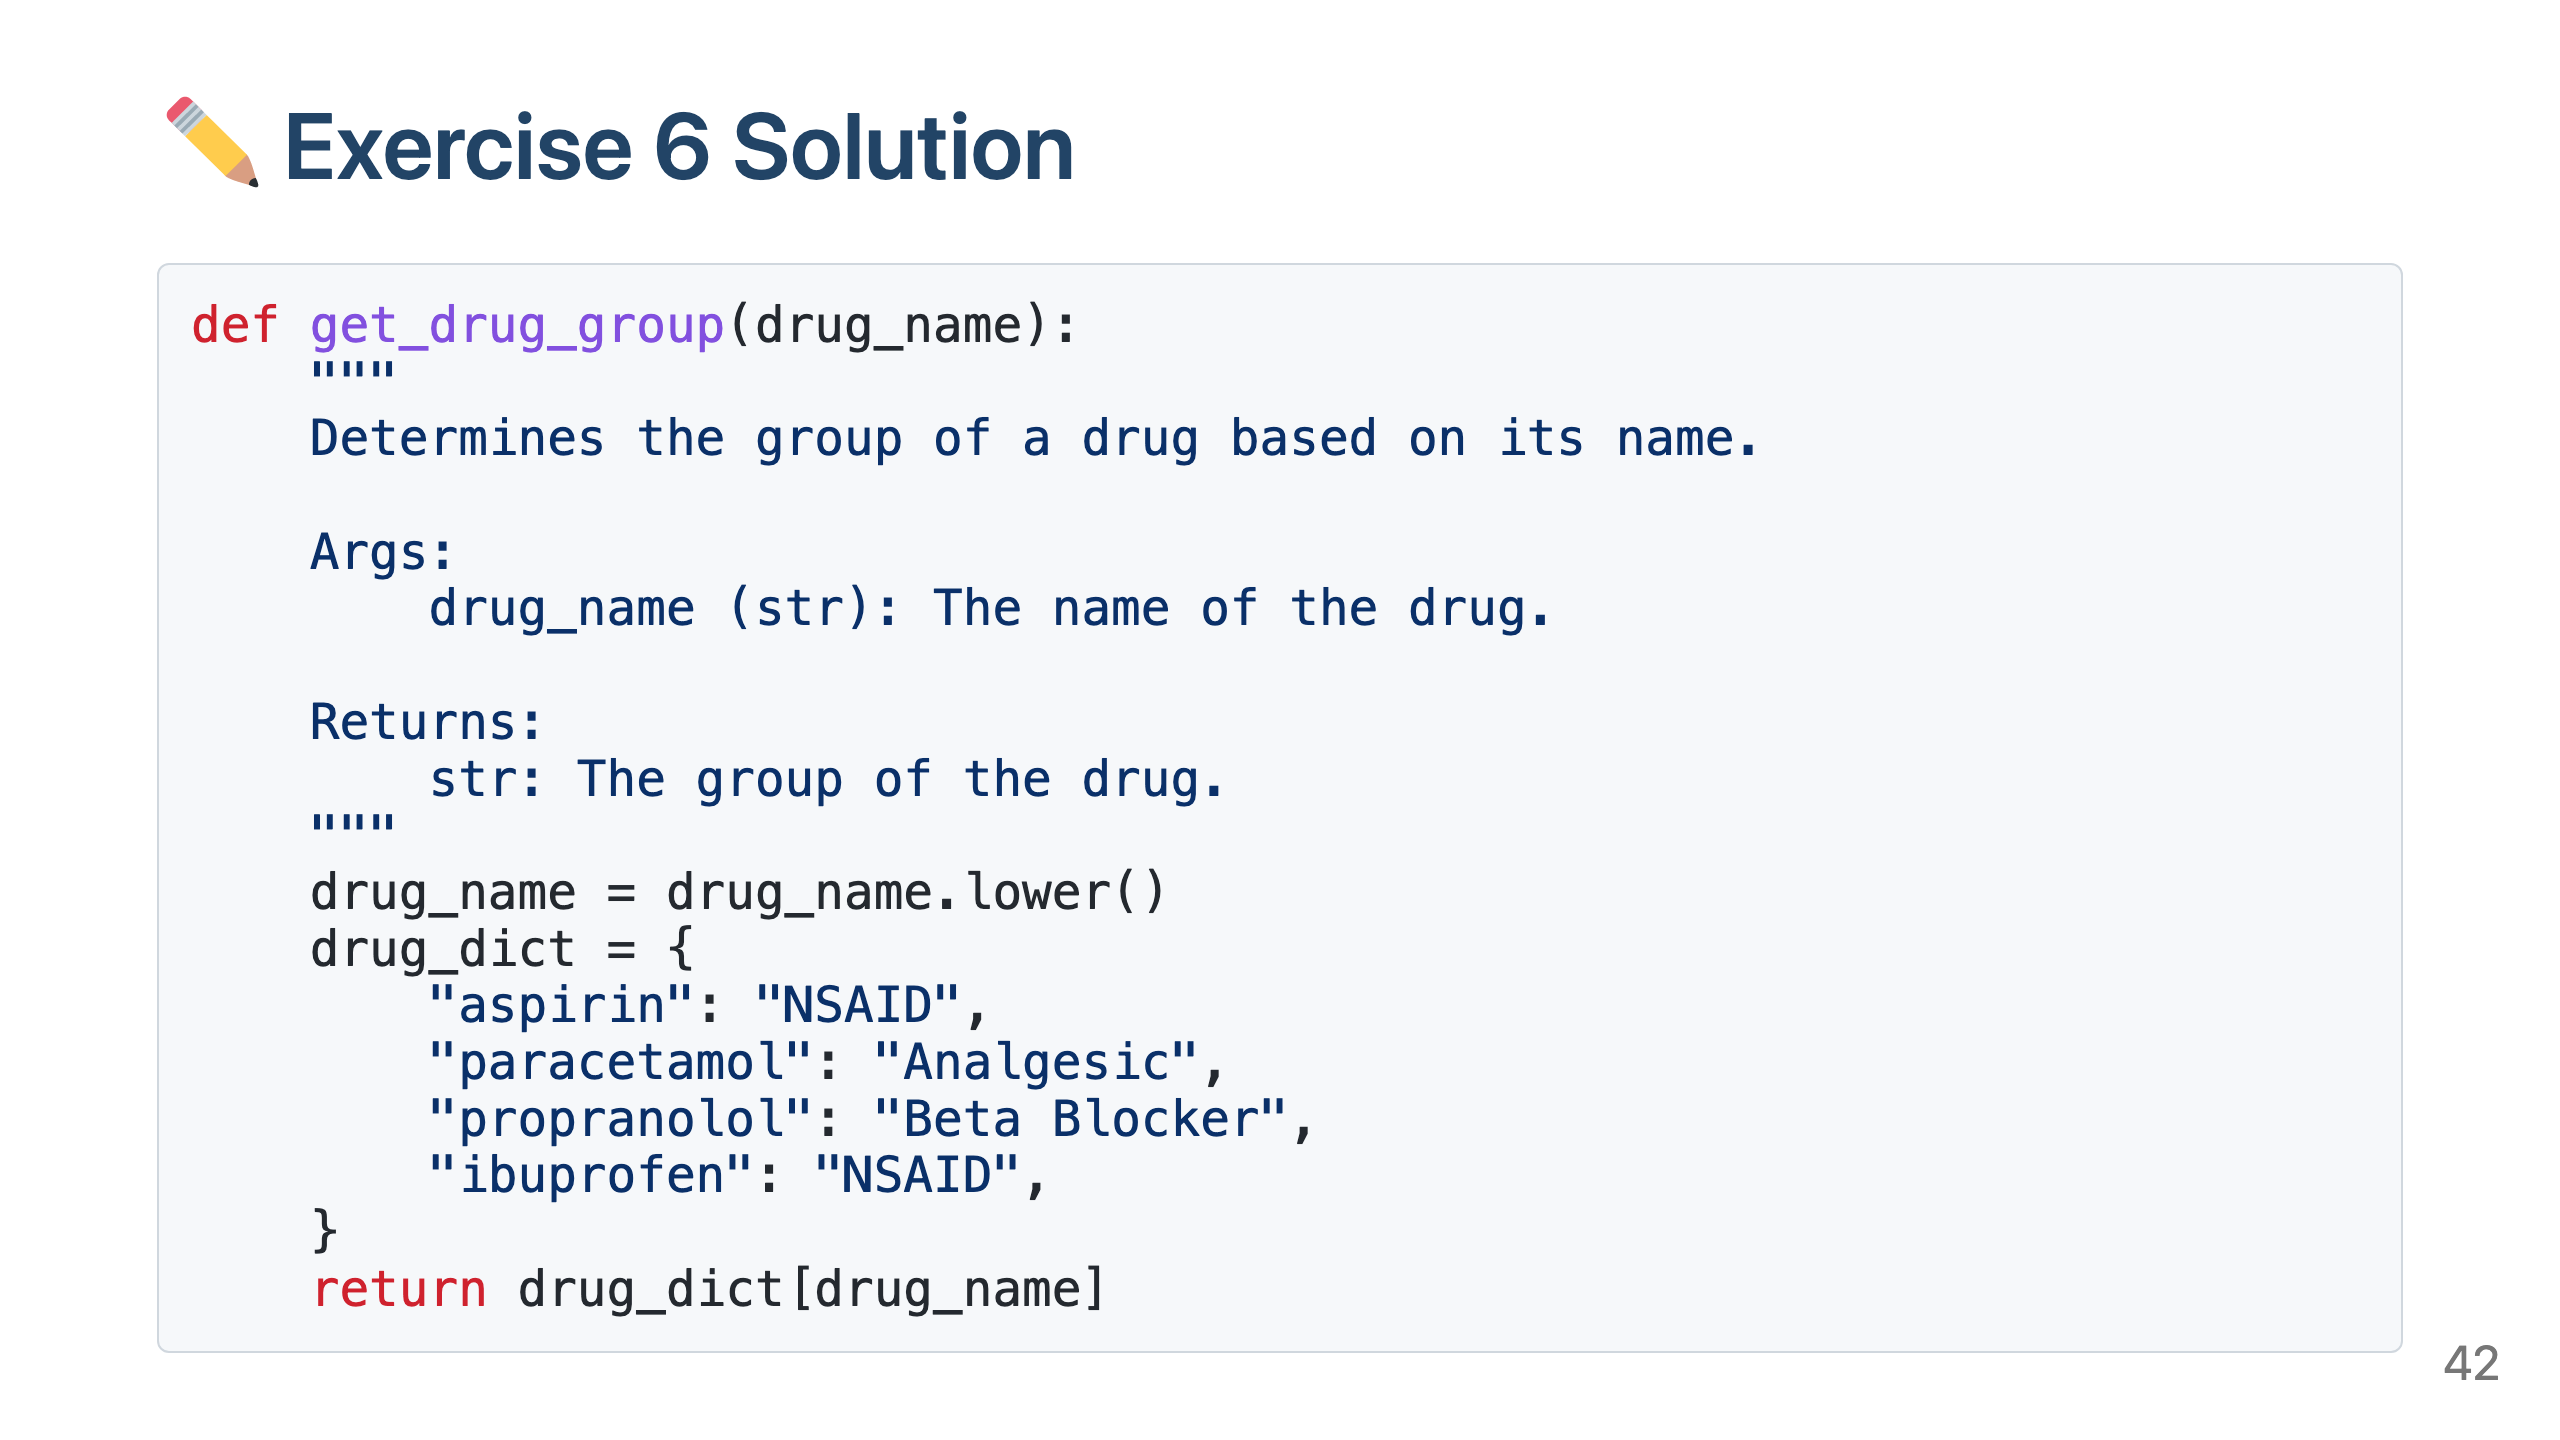 Exercise 6 Solution
def get_drug_group(drug_name):
    """
    Determines the group of a drug based on its name.

    Args:
        drug_name (str): The name of the drug.

    Returns:
        str: The group of the drug.
    """
    drug_name = drug_name.lower()
    drug_dict = {
        "aspirin": "NSAID",
        "paracetamol": "Analgesic",
        "propranolol": "Beta Blocker",
        "ibuprofen": "NSAID",
    }
    return drug_dict[drug_name]
42